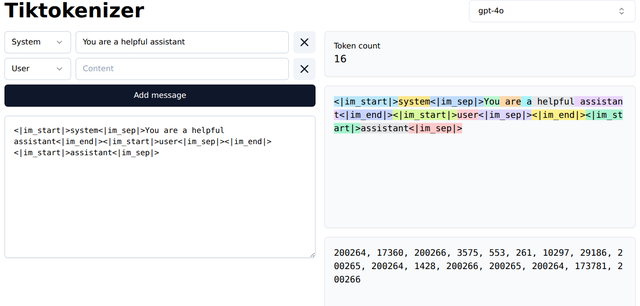 Tiktokenizer
gpt-4o
System
You are a helpful assistant
User
Content
Add message
<|im_start|>system<|im_sep|>You are a helpful
assistant<|im_end|><|im_start|>user<|im_sep|><|im_end|>
<|im_start|>assistant<|im_sep|>
Token count
16
<|im_start|>system<|im_sep|>You are a helpful assistan
t<|im_end|><|im_start|>user<|im_sep|><|im_end|><|im_st
art|>assistant<|im_sep|>
200264, 17360, 200266, 3575, 553, 261, 10297, 29186, 2
00265, 200264, 1428, 200266, 200265, 200264, 173781, 2
00266